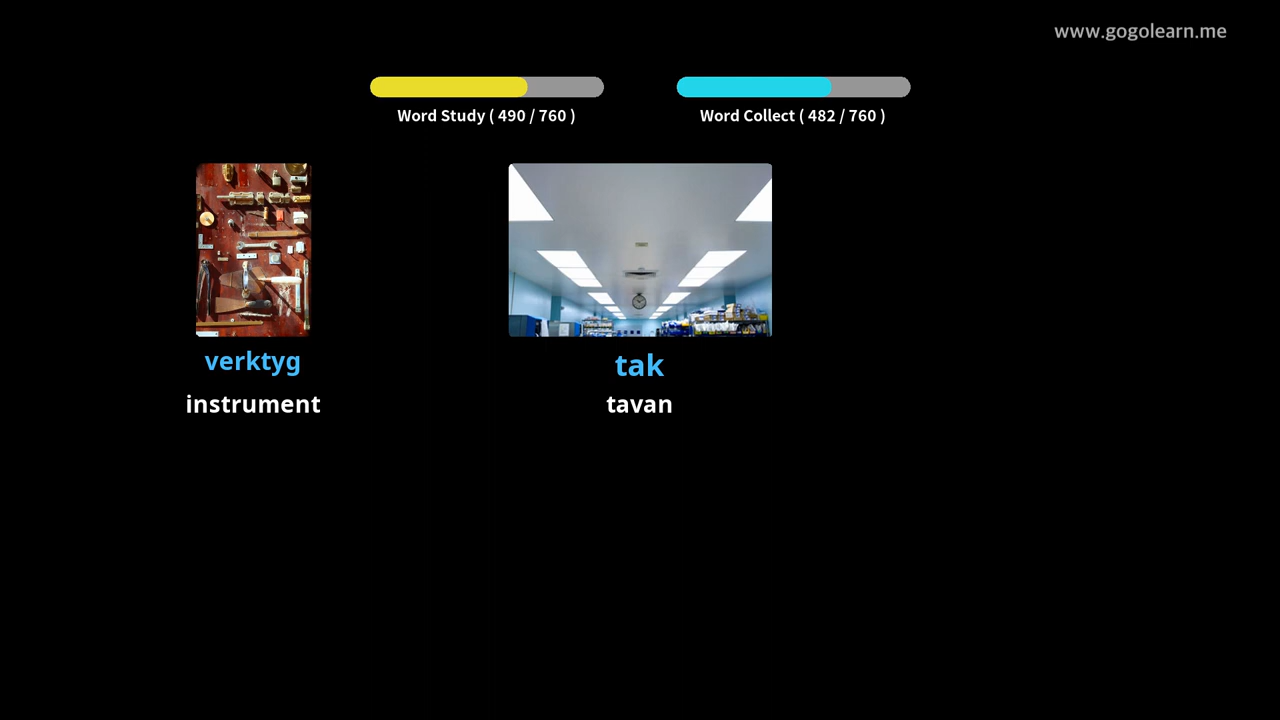 www.gogolearn.me
Word Study ( 490 / 760 )
Word Collect ( 482 / 760 )
verktyg
instrument
tak
tavan